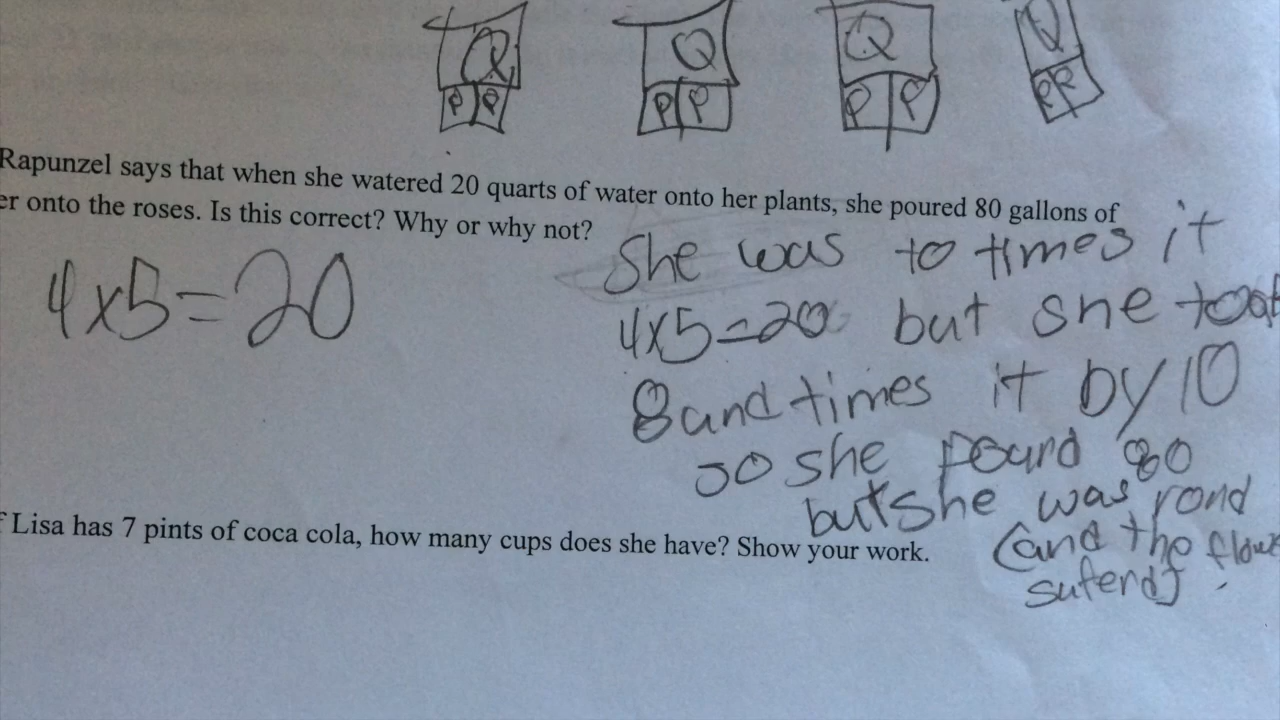 Q Q Q Q
P P P P P P P P
Rapunzel says that when she watered 20 quarts of water onto her plants, she poured 80 gallons of
er onto the roses. Is this correct? Why or why not?
4x5=20
She was to times it
4x5=20 but she
8 and times it by 10
so she pourd 80
but she was rond
(and tho
suferd) .
Lisa has 7 pints of coca cola, how many cups does she have? Show your work.